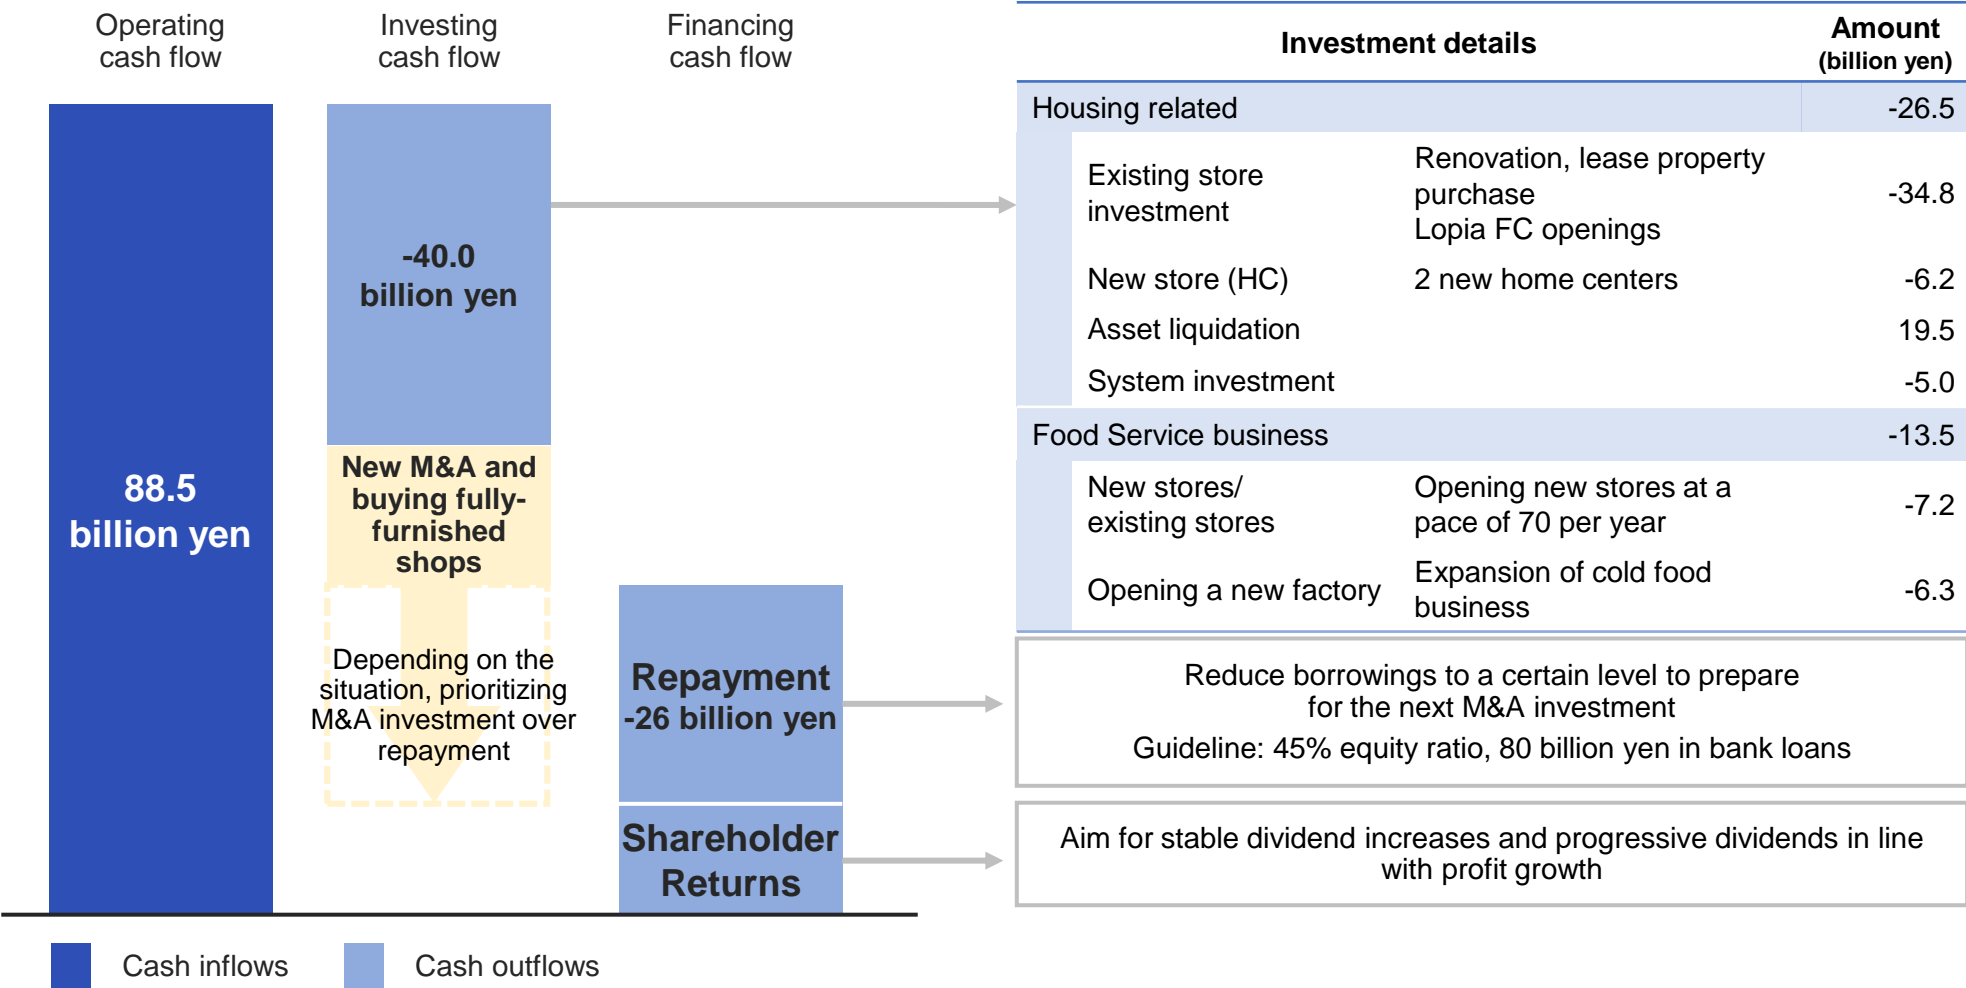 Operating
cash flow
Investing
cash flow
Financing
cash flow
88.5
billion yen
-40.0
billion yen
New M&A and
buying fully-
furnished
shops
Depending on the
situation, prioritizing
M&A investment over
repayment
Repayment
-26 billion yen
Shareholder
Returns
Cash inflows
Cash outflows
Investment details
Amount
(billion yen)
Housing related -26.5
Existing store
investment
Renovation, lease property
purchase
Lopia FC openings
-34.8
New store (HC) 2 new home centers -6.2
Asset liquidation 19.5
System investment -5.0
Food Service business -13.5
New stores/
existing stores
Opening new stores at a
pace of 70 per year
-7.2
Opening a new factory
Expansion of cold food
business
-6.3
Reduce borrowings to a certain level to prepare
for the next M&A investment
Guideline: 45% equity ratio, 80 billion yen in bank loans
Aim for stable dividend increases and progressive dividends in line
with profit growth